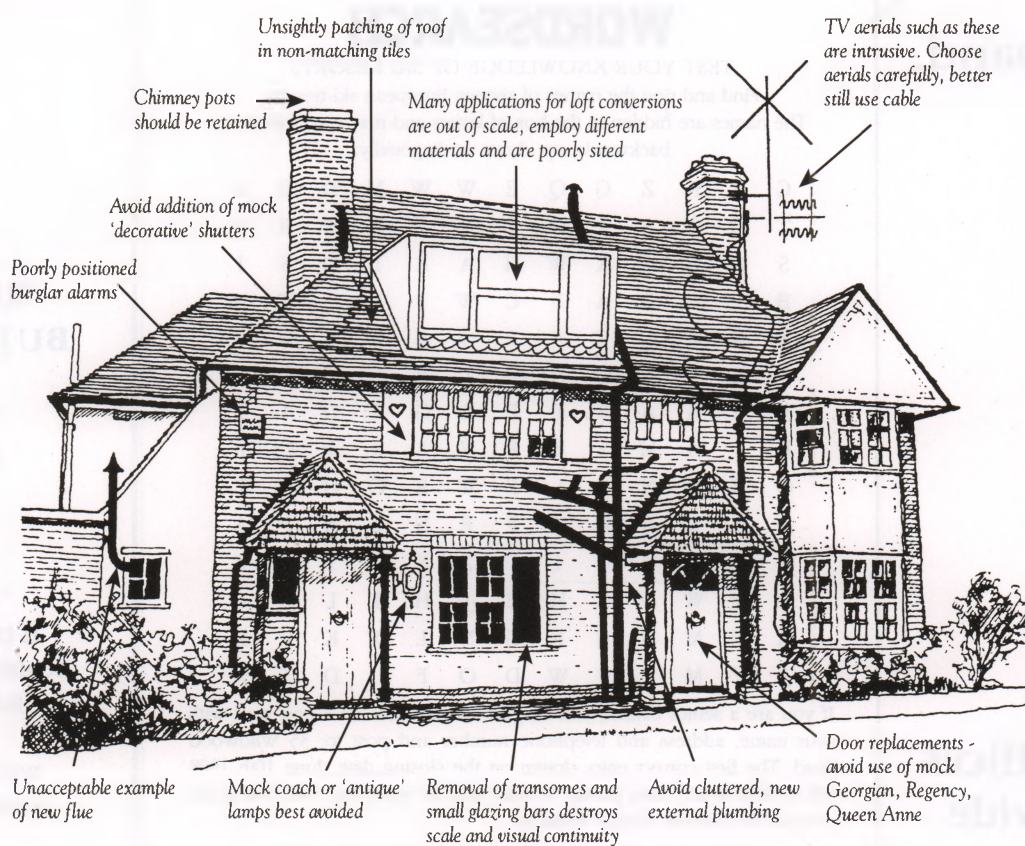 Unsightly patching of roof
in non-matching tiles
TV aerials such as these
are intrusive. Choose
aerials carefully, better
still use cable
Chimney pots
should be retained
Many applications for loft conversions
are out of scale, employ different
materials and are poorly sited
Avoid addition of mock
'decorative' shutters
Poorly positioned
burglar alarms
Unacceptable example
of new flue
Mock coach or 'antique'
lamps best avoided
Removal of transomes and
small glazing bars destroys
scale and visual continuity
Avoid cluttered, new
external plumbing
Door replacements -
avoid use of mock
Georgian, Regency,
Queen Anne